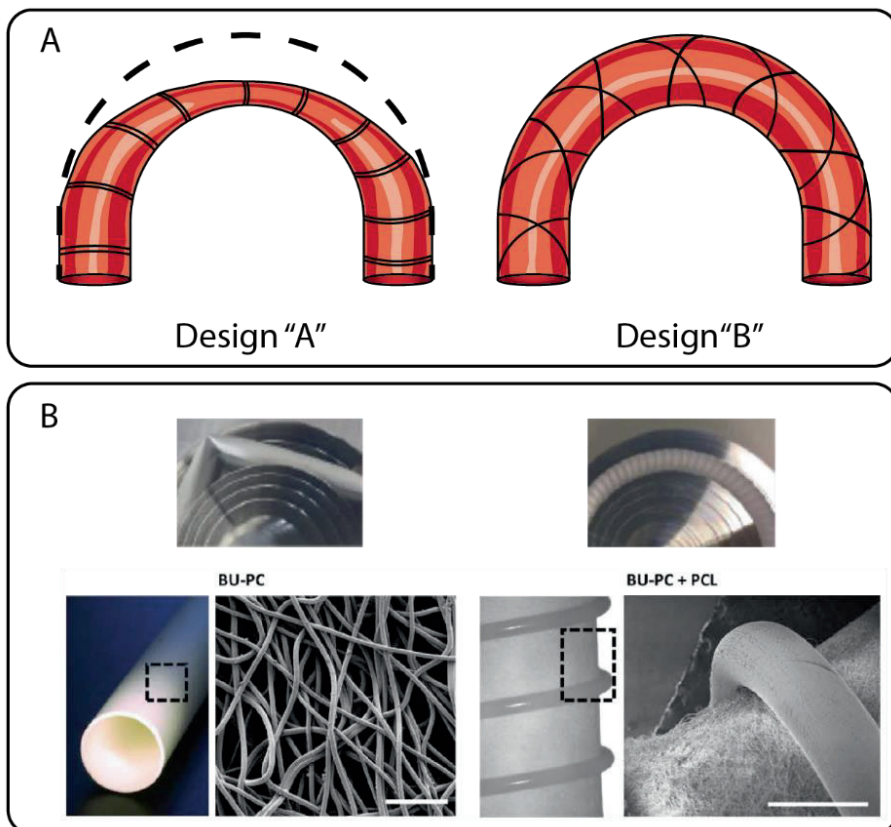 A
Design “A”
Design“B”
B
BU-PC
BU-PC + PCL